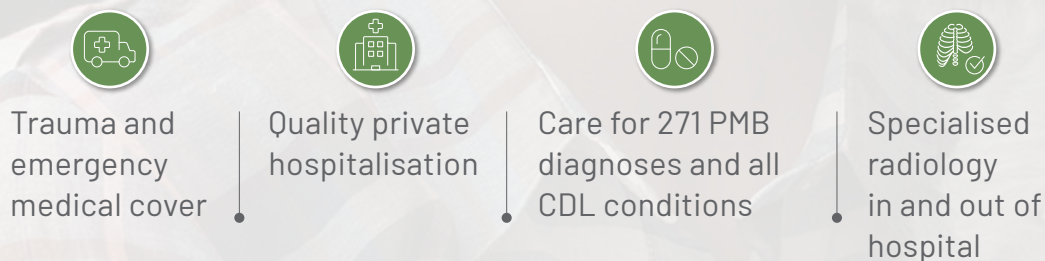 Trauma and
emergency
medical cover
Quality private
hospitalisation
Care for 271 PMB
diagnoses and all
CDL conditions
Specialised
radiology
in and out of
hospital